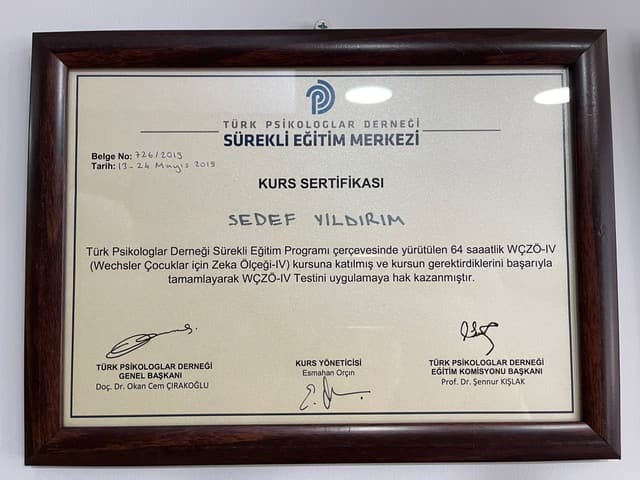 TÜRK PSİKOLOGLAR DERNEĞİ
SÜREKLİ EĞİTİM MERKEZİ
Belge No: 726/2019
Tarih: 13-24 Mayıs 2019
KURS SERTİFİKASI
SEDEF YILDIRIM
Türk Psikologlar Derneği Sürekli Eğitim Programı çerçevesinde yürütülen 64 saaatlik WÇZÖ-IV
(Wechsler Çocuklar için Zeka Ölçeği-IV) kursuna katılmış ve kursun gerektirdiklerini başarıyla
tamamlayarak WÇZÖ-IV Testini uygulamaya hak kazanmıştır.
TÜRK PSİKOLOGLAR DERNEĞİ
GENEL BAŞKANI
Doç. Dr. Okan Cem ÇIRAKOĞLU
KURS YÖNETİCİSİ
Esmahan Orçın
TÜRK PSİKOLOGLAR DERNEĞİ
EĞİTİM KOMİSYONU BAŞKANI
Prof. Dr. Şennur KIŞLAK